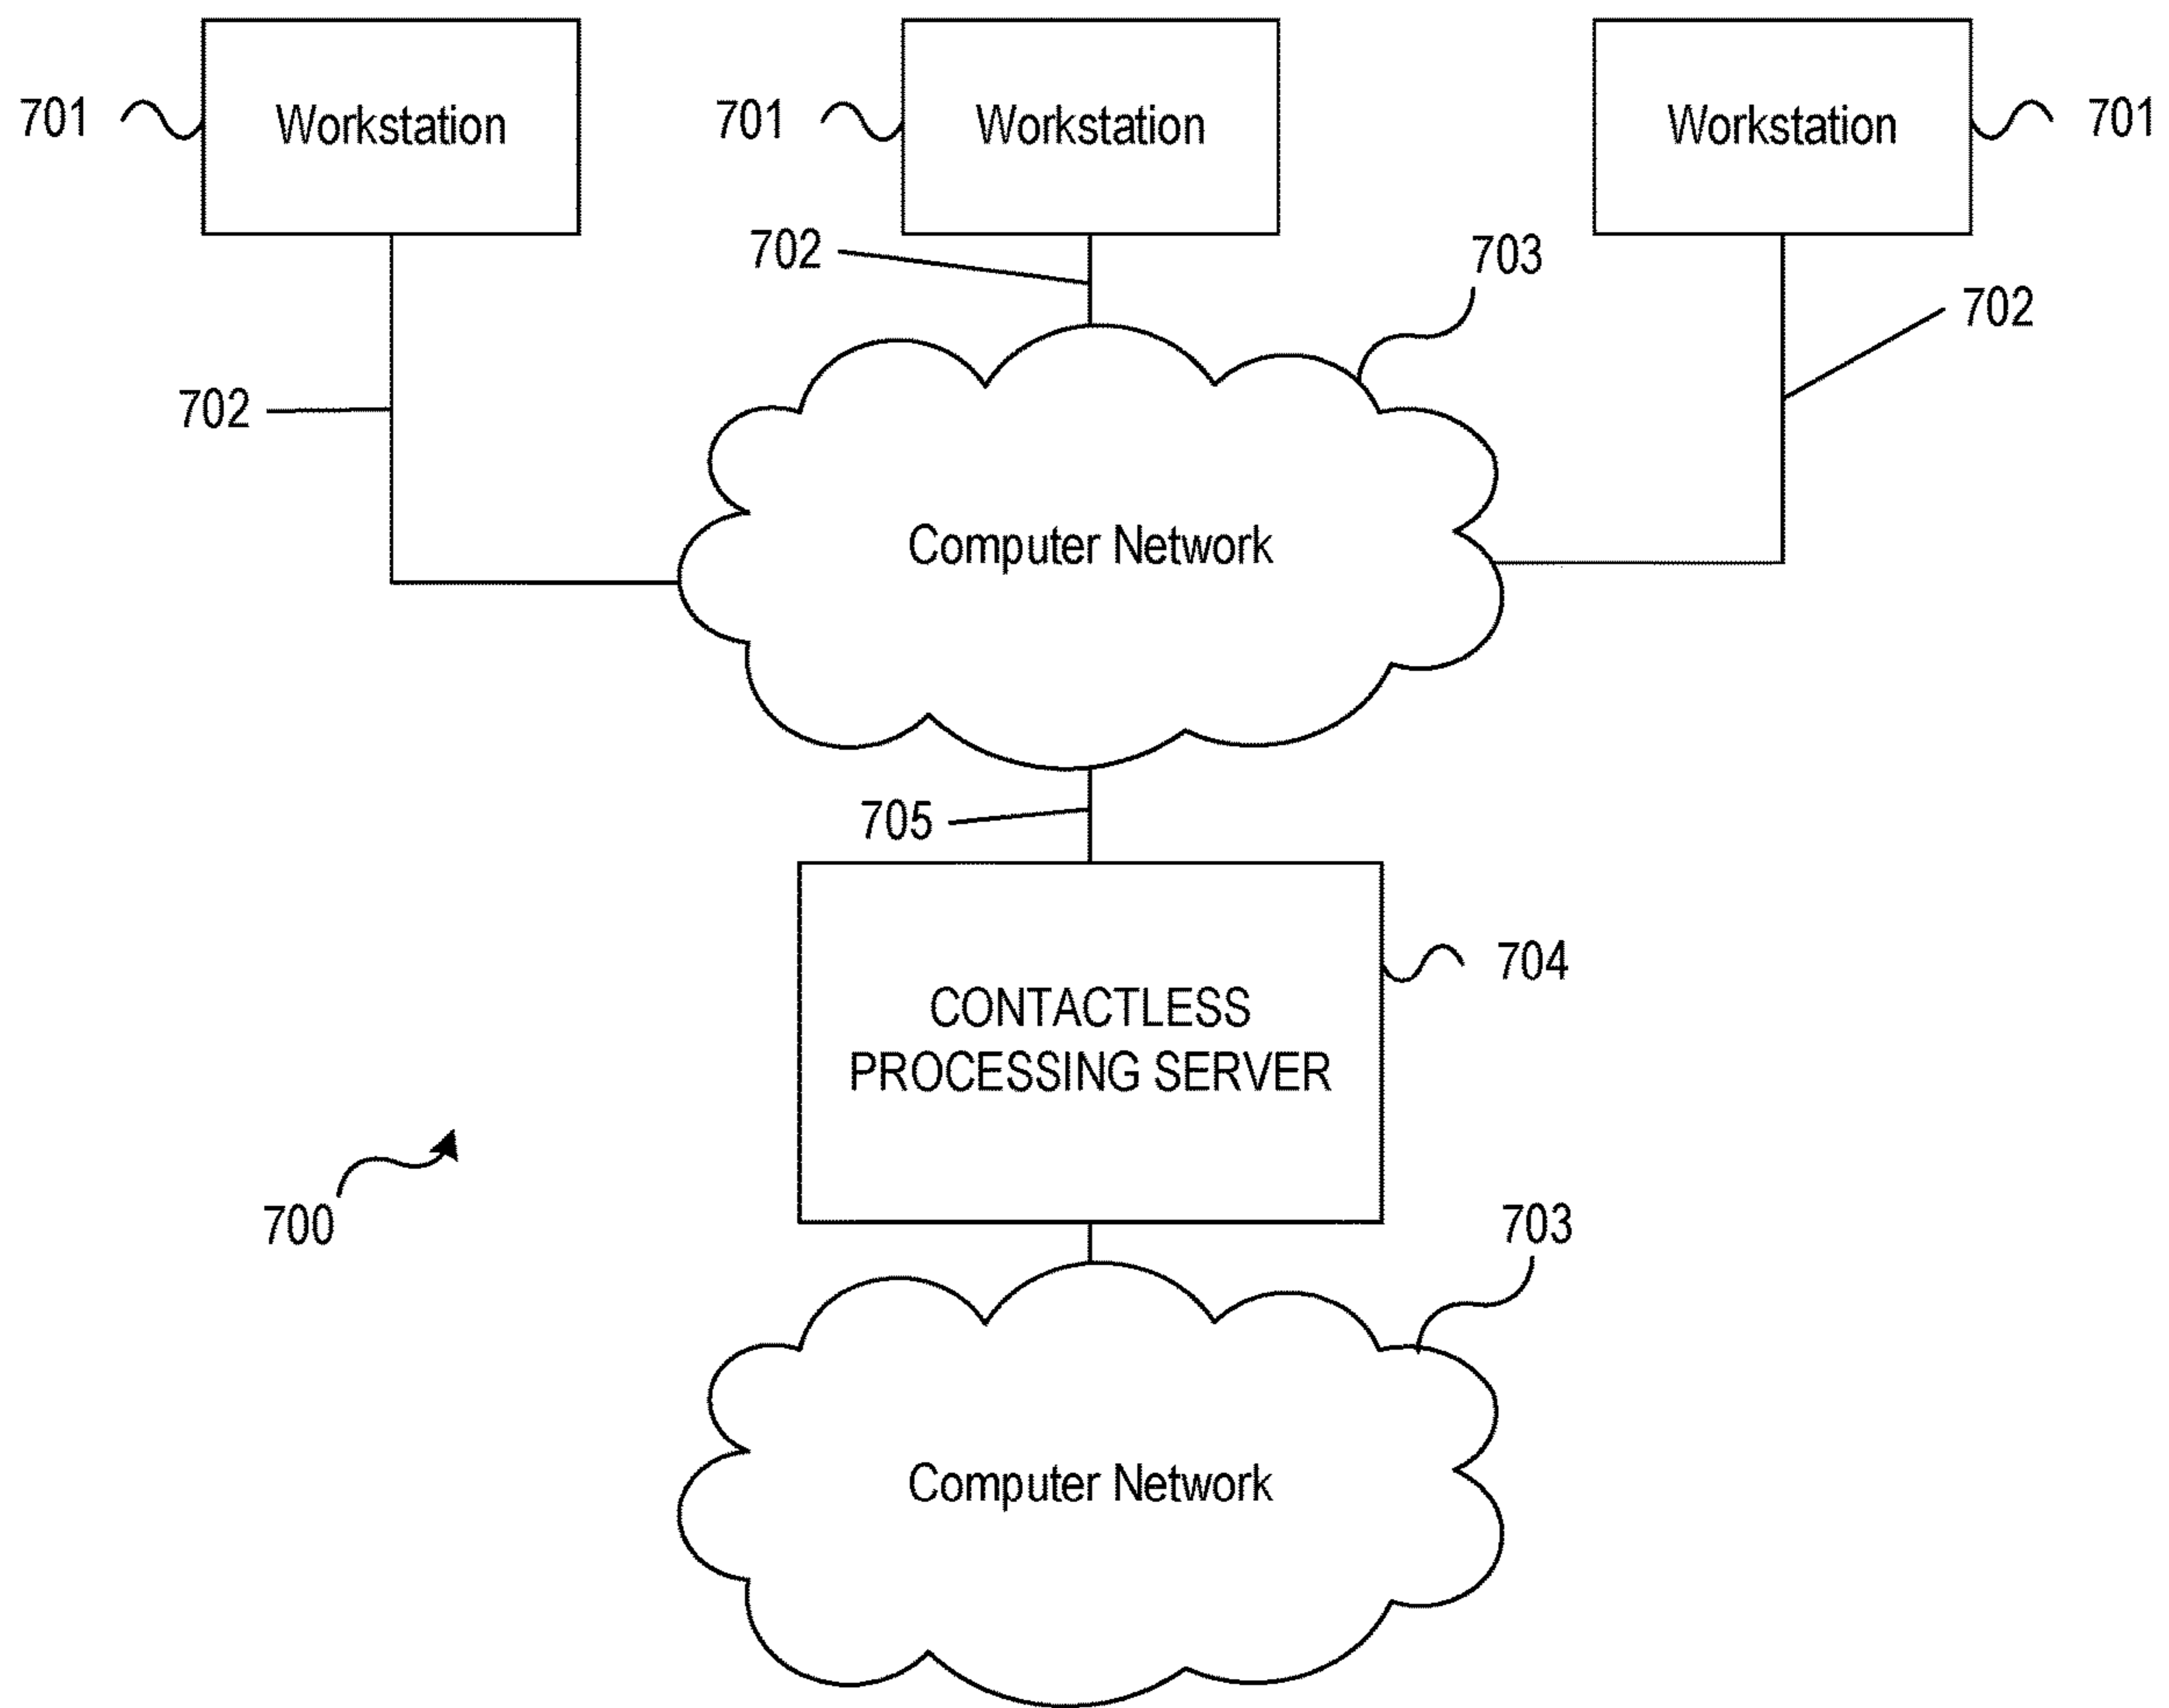 701
Workstation
701
Workstation
Workstation
701
702
703
702
702
Computer Network
705
704
CONTACTLESS
PROCESSING SERVER
700
703
Computer Network